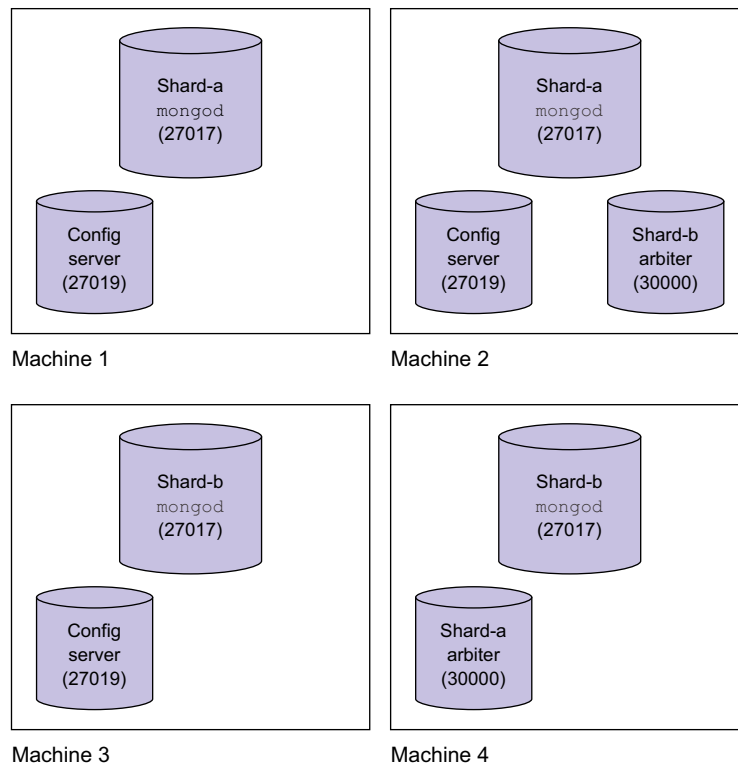 Shard-a
mongod
(27017)
Config
server
(27019)
Machine 1
Shard-a
mongod
(27017)
Config
server
(27019)
Shard-b
arbiter
(30000)
Machine 2
Shard-b
mongod
(27017)
Config
server
(27019)
Machine 3
Shard-b
mongod
(27017)
Shard-a
arbiter
(30000)
Machine 4